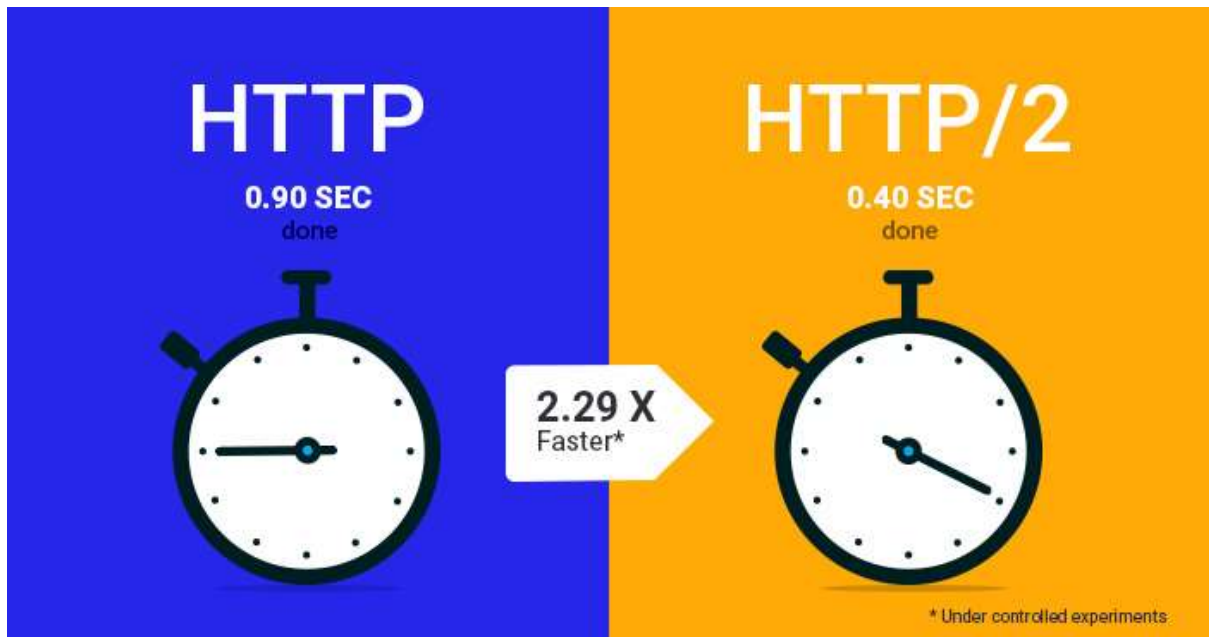 HTTP
0.90 SEC
done
2.29 X
Faster*
HTTP/2
0.40 SEC
done
* Under controlled experiments